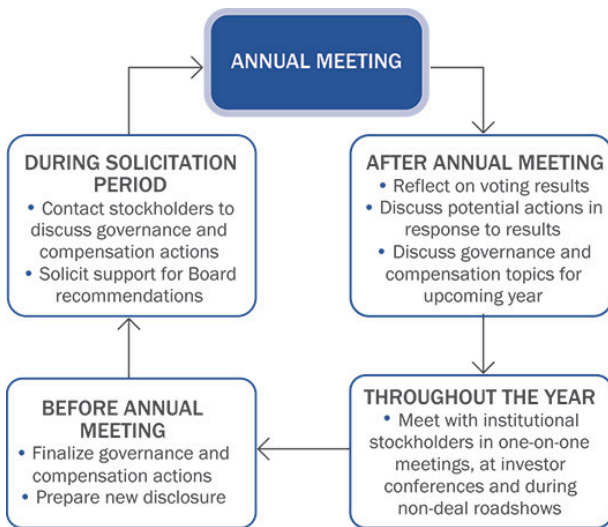 ANNUAL MEETING
DURING SOLICITATION
PERIOD
• Contact stockholders to
discuss governance and
compensation actions
• Solicit support for Board
recommendations
AFTER ANNUAL MEETING
• Reflect on voting results
• Discuss potential actions in
response to results
• Discuss governance and
compensation topics for
upcoming year
BEFORE ANNUAL
MEETING
• Finalize governance and
compensation actions
• Prepare new disclosure
THROUGHOUT THE YEAR
• Meet with institutional
stockholders in one-on-one
meetings, at investor
conferences and during
non-deal roadshows